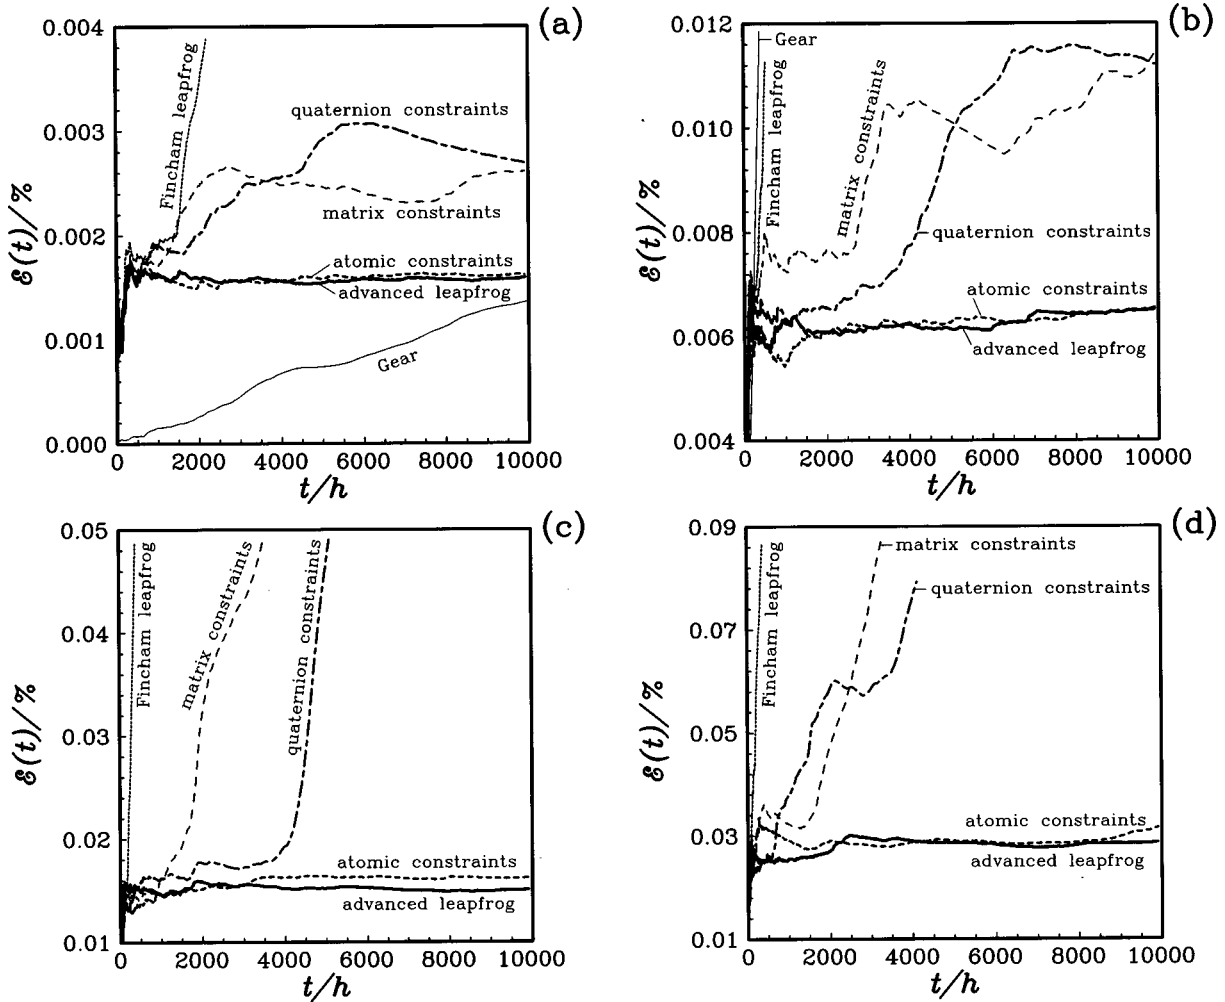 (a)
0.004
0.003
0.002
0.001
0.000
ℰ(t)/%
Fincham leapfrog
quaternion constraints
matrix constraints
atomic constraints
advanced leapfrog
Gear
0 2000 4000 6000 8000 10000
t/h
(b)
0.012
0.010
0.008
0.006
0.004
ℰ(t)/%
Gear
Fincham leapfrog
matrix constraints
quaternion constraints
atomic constraints
advanced leapfrog
0 2000 4000 6000 8000 10000
t/h
(c)
0.05
0.04
0.03
0.02
0.01
ℰ(t)/%
Fincham leapfrog
matrix constraints
quaternion constraints
atomic constraints
advanced leapfrog
0 2000 4000 6000 8000 10000
t/h
(d)
0.09
0.07
0.05
0.03
0.01
ℰ(t)/%
Fincham leapfrog
matrix constraints
quaternion constraints
atomic constraints
advanced leapfrog
0 2000 4000 6000 8000 10000
t/h